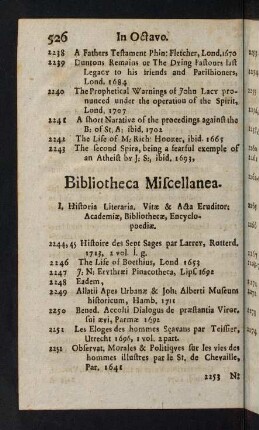 526 In Octavo.
2238 A Fathers Testament Phin: Fletcher, Lond.1670
2239 Duntons Remains or The Dying Pastours last
Legacy to his friends and Parishioners,
Lond. 1684
2240 The Prophetical Warnings of John Lacy pro-
nunced under the operation of the Spirit,
Lond. 1707
2241 A short Narative of the procedings against the
B: of St. A: ibid, 1702
2242 The Life of M: Rich: Hooker, ibid. 1665
2243 The second Spira, being a fearful exemple of
an Atheist by J: S:, ibid, 1693,
Bibliotheca Miscellanea.
I, Historia Literaria, Vitæ & Acta Eruditor;
Academiæ, Bibliothecæ, Encyclo-
pœdiæ.
2244,45 Histoire des Sept Sages par Larrey, Rotterd.
1713, 2 vol. f. g.
2246 The Life of Boethius, Lond 1653
2247 J: N: Erythræi Pinacotheca, Lips. 1692
2248 Eadem,
2249 Allatii Apes Urbanæ & Joh: Alberti Museum
historicum, Hamb. 1711
2250 Bened. Accolti Dialogus de præstantia Viror.
sui ævi, Parmæ 1692
2251 Les Eloges des hommes Sçavans par Teissier,
Utrecht 1696, 1 vol. 2 part.
2252 Observat. Morales & Politiqves sur les vies des
hommes illustres par le St, de Chevaille,
Par. 1641
2253 N: